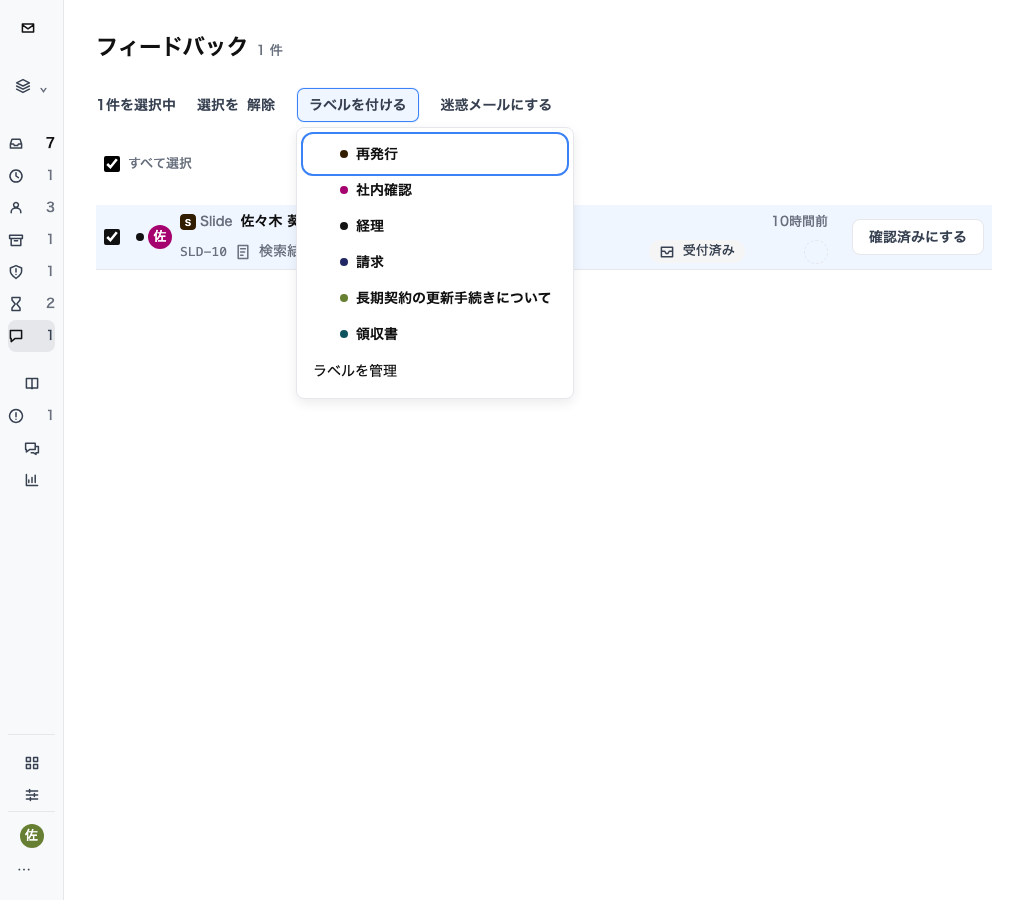 フィードバック 1 件
1件を選択中 選択を 解除 ラベルを付ける 迷惑メールにする
すべて選択
再発行
社内確認
経理
請求
長期契約の更新手続きについて
領収書
ラベルを管理
佐 S Slide 佐々木 葵 10時間前
SLD-10 検索結 受付済み
確認済みにする
7
1
3
1
1
2
1
1
佐